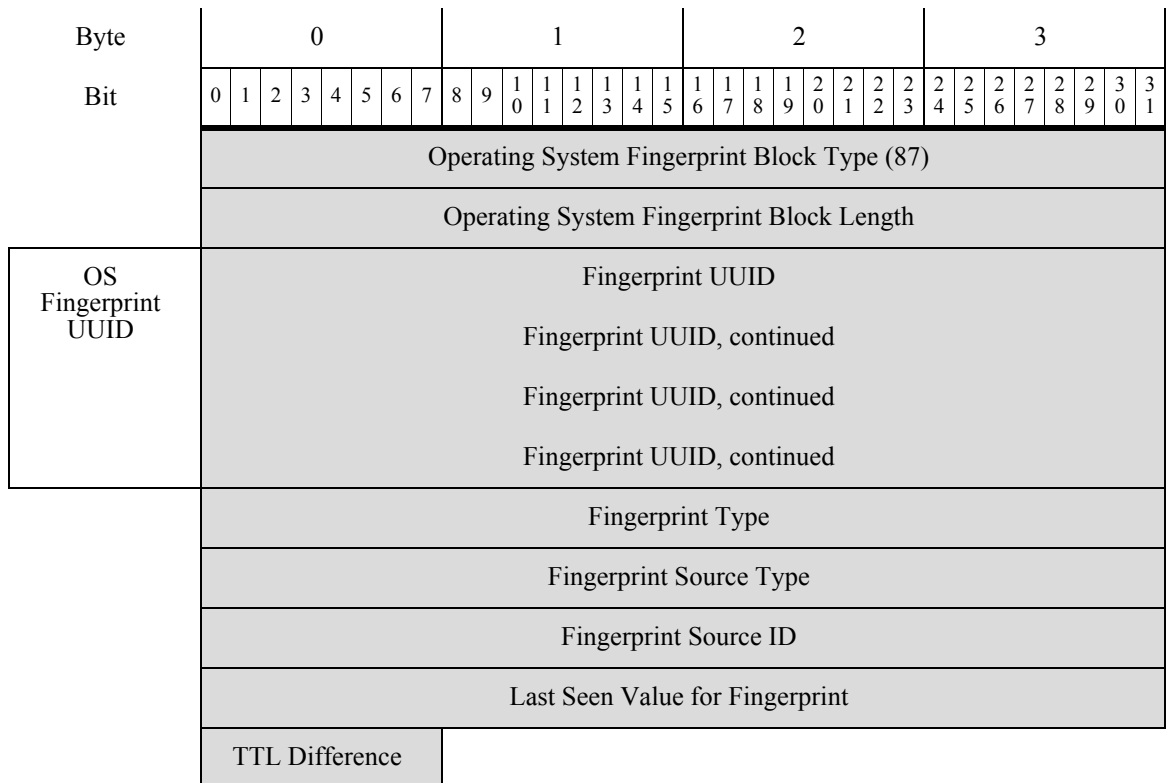 Byte 0 1 2 3
Bit 0 1 2 3 4 5 6 7 8 9 10 11 12 13 14 15 16 17 18 19 20 21 22 23 24 25 26 27 28 29 30 31
Operating System Fingerprint Block Type (87)
Operating System Fingerprint Block Length
OS
Fingerprint
UUID
Fingerprint UUID
Fingerprint UUID, continued
Fingerprint UUID, continued
Fingerprint UUID, continued
Fingerprint Type
Fingerprint Source Type
Fingerprint Source ID
Last Seen Value for Fingerprint
TTL Difference